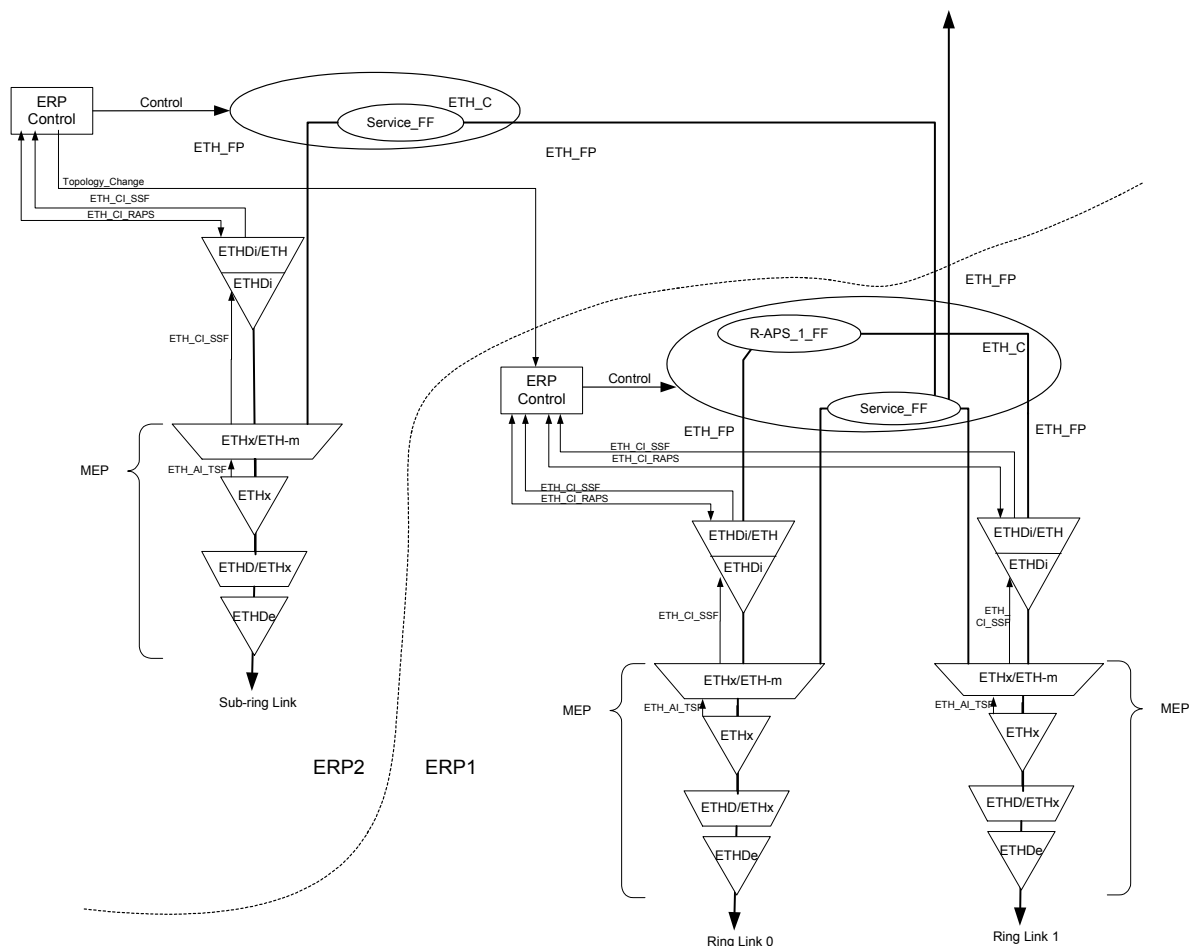 ERP
Control
Control
ETH_C
Service_FF
ETH_FP
ETH_FP
Topology_Change
ETH_CI_SSF
ETH_CI_RAPS
ETHDi/ETH
ETHDi
ETH_CI_SSF
ETHx/ETH-m
MEP
ETH_AI_TSF
ETHx
ETHD/ETHx
ETHDe
Sub-ring Link
ERP2
ERP1
ETH_FP
R-APS_1_FF
ETH_C
ERP
Control
Control
Service_FF
ETH_FP
ETH_FP
ETH_CI_SSF
ETH_CI_RAPS
ETH_CI_SSF
ETH_CI_RAPS
ETHDi/ETH
ETHDi
ETHDi/ETH
ETHDi
ETH_CI_SSF
ETH_
CI_SSF
ETHx/ETH-m
ETHx/ETH-m
MEP
ETH_AI_TSF
ETH_AI_TSF
MEP
ETHx
ETHx
ETHD/ETHx
ETHD/ETHx
ETHDe
ETHDe
Ring Link 0
Ring Link 1